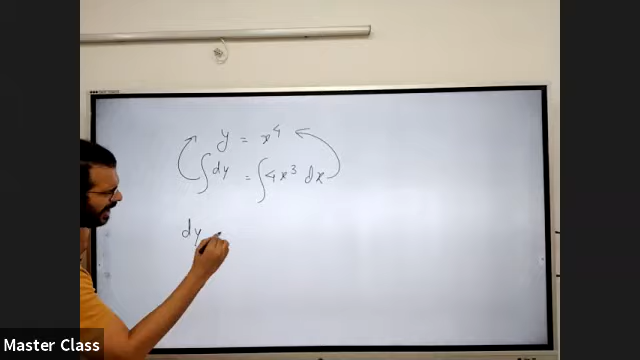 y = x⁴
∫dy = ∫4x³ dx
dy
Master Class